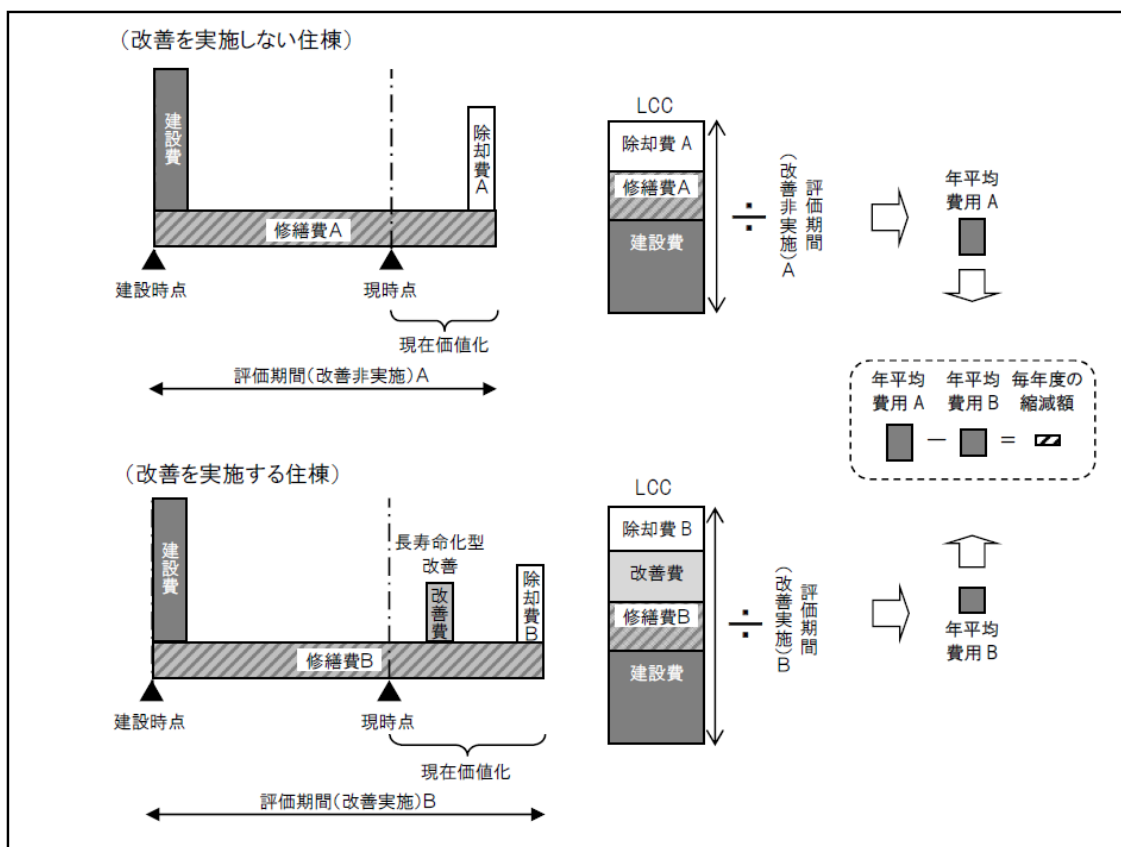 （改善を実施しない住棟）
建設費
除却費A
修繕費A
建設時点
現時点
現在価値化
評価期間（改善非実施）A
LCC
除却費A
修繕費A
建設費
÷
評価期間
（改善非実施）A
年平均
費用A
年平均
費用A
年平均
費用B
毎年度の
縮減額
－
＝
（改善を実施する住棟）
建設費
長寿命化型
改善
改善費
除却費B
修繕費B
建設時点
現時点
現在価値化
評価期間（改善実施）B
LCC
除却費B
改善費
修繕費B
建設費
÷
評価期間
（改善実施）B
年平均
費用B